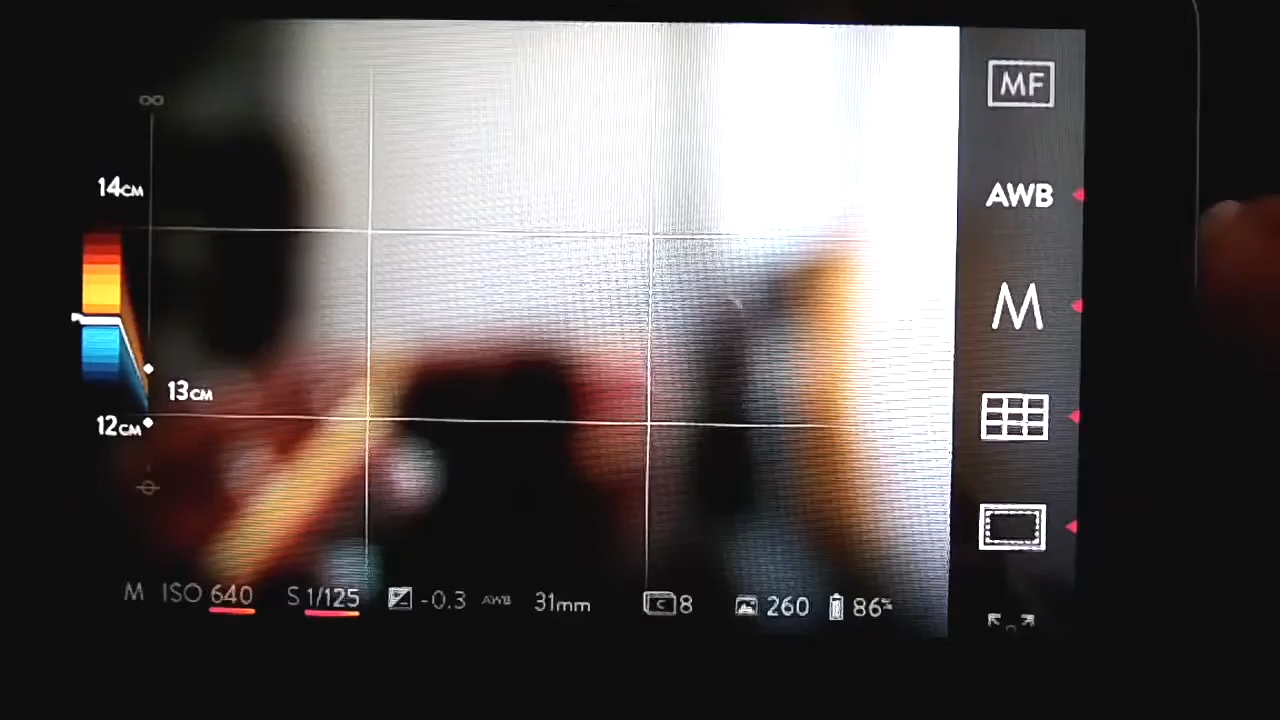 ∞
14CM
13CM
12CM
MF
AWB
M
M ISO 640 S 1/125 -0.3 AWB 31mm C 8 260 86%